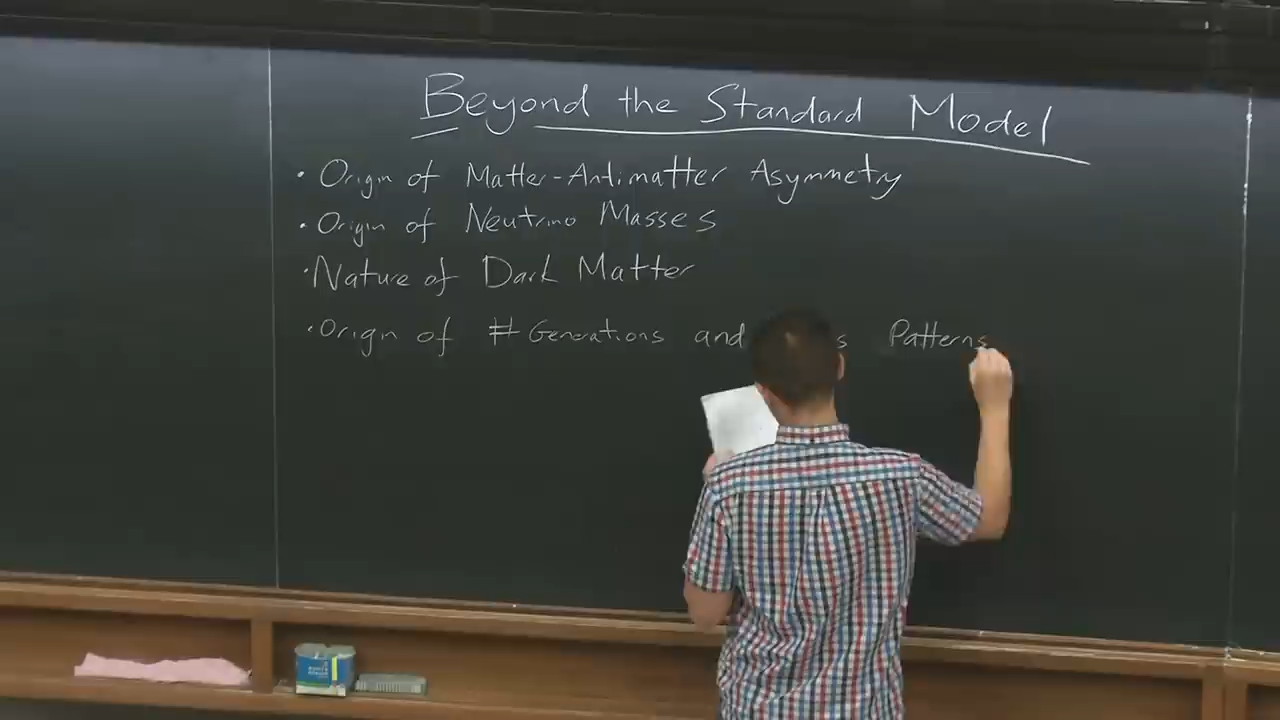 Beyond the Standard Model
• Origin of Matter-Antimatter Asymmetry
• Origin of Neutrino Masses
• Nature of Dark Matter
• Origin of # Generations and Patterns